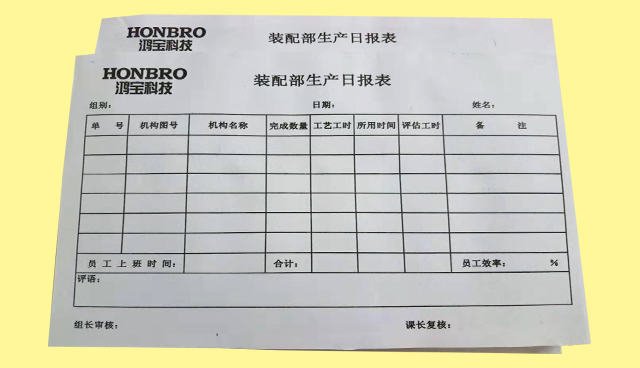 HONBRO
鸿宝科技
装配部生产日报表
HONBRO
鸿宝科技
装配部生产日报表
组别: 日期: 姓名:
单 号 机构图号 机构名称 完成数量 工艺工时 所用时间 评估工时 备 注
员工上班时间: 合计: 员工效率: %
评语:
组长审核: 课长复核: